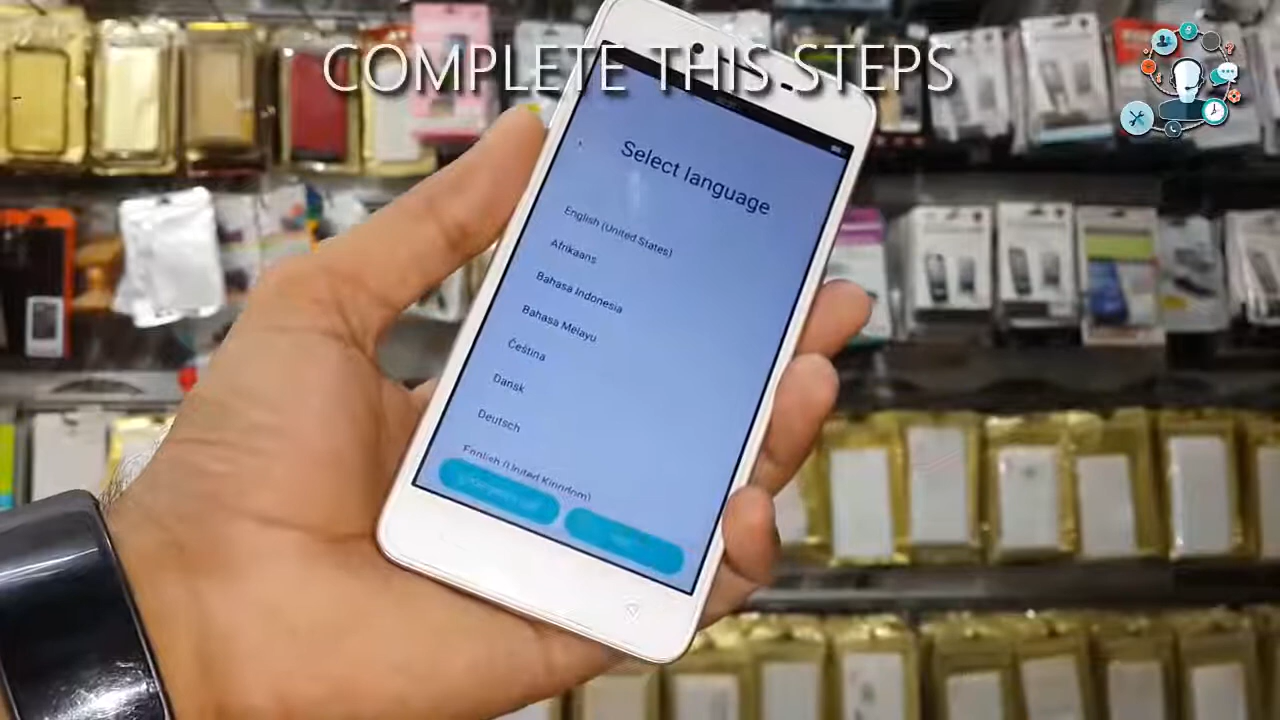 COMPLETE THIS STEPS
Select language
English (United States)
Afrikaans
Bahasa Indonesia
Bahasa Melayu
Čeština
Dansk
Deutsch
English (United Kingdom)